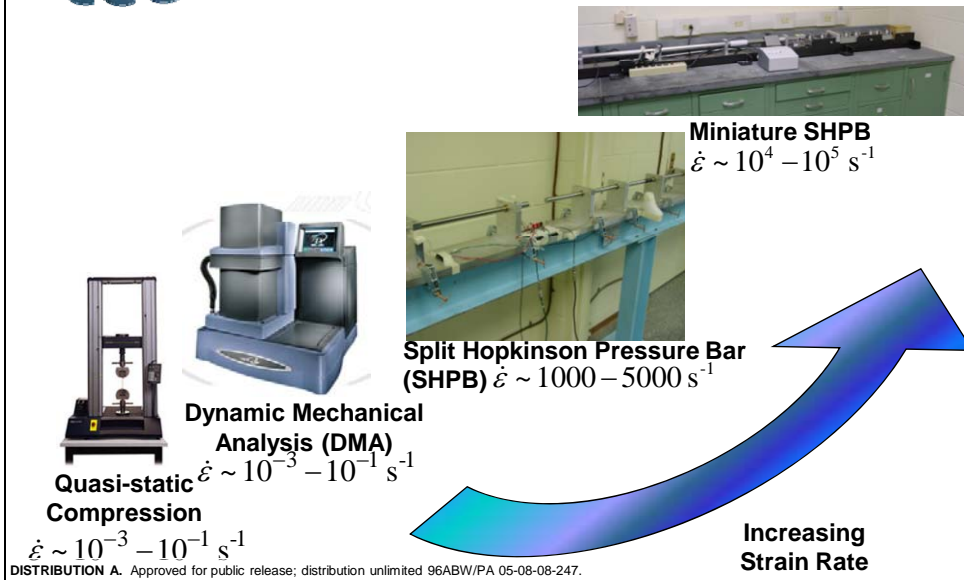 Miniature SHPB
ε̇ ~ 10⁴ – 10⁵ s⁻¹
Split Hopkinson Pressure Bar
(SHPB) ε̇ ~ 1000 – 5000 s⁻¹
Dynamic Mechanical
Analysis (DMA)
ε̇ ~ 10⁻³ – 10⁻¹ s⁻¹
Quasi-static
Compression
ε̇ ~ 10⁻³ – 10⁻¹ s⁻¹
Increasing
Strain Rate
DISTRIBUTION A. Approved for public release; distribution unlimited 96ABW/PA 05-08-08-247.